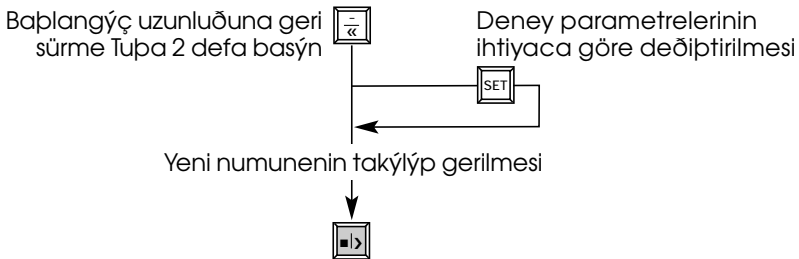 Baþlangýç uzunluðuna geri
sürme Tuþa 2 defa basýn
Deney parametrelerinin
ihtiyaca göre deðiþtirilmesi
SET
Yeni numunenin takýlýp gerilmesi